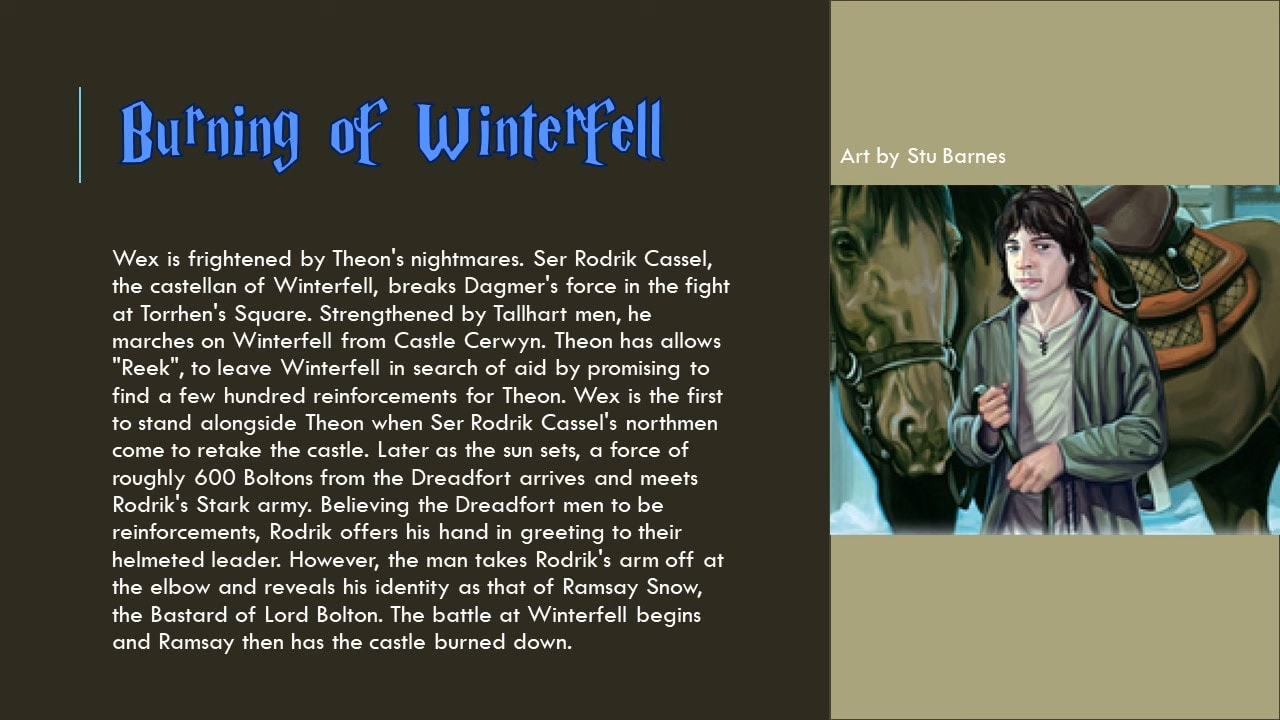 Burning of Winterfell
Art by Stu Barnes
Wex is frightened by Theon's nightmares. Ser Rodrik Cassel,
the castellan of Winterfell, breaks Dagmer's force in the fight
at Torrhen's Square. Strengthened by Tallhart men, he
marches on Winterfell from Castle Cerwyn. Theon has allows
"Reek", to leave Winterfell in search of aid by promising to
find a few hundred reinforcements for Theon. Wex is the first
to stand alongside Theon when Ser Rodrik Cassel's northmen
come to retake the castle. Later as the sun sets, a force of
roughly 600 Boltons from the Dreadfort arrives and meets
Rodrik's Stark army. Believing the Dreadfort men to be
reinforcements, Rodrik offers his hand in greeting to their
helmeted leader. However, the man takes Rodrik's arm off at
the elbow and reveals his identity as that of Ramsay Snow,
the Bastard of Lord Bolton. The battle at Winterfell begins
and Ramsay then has the castle burned down.